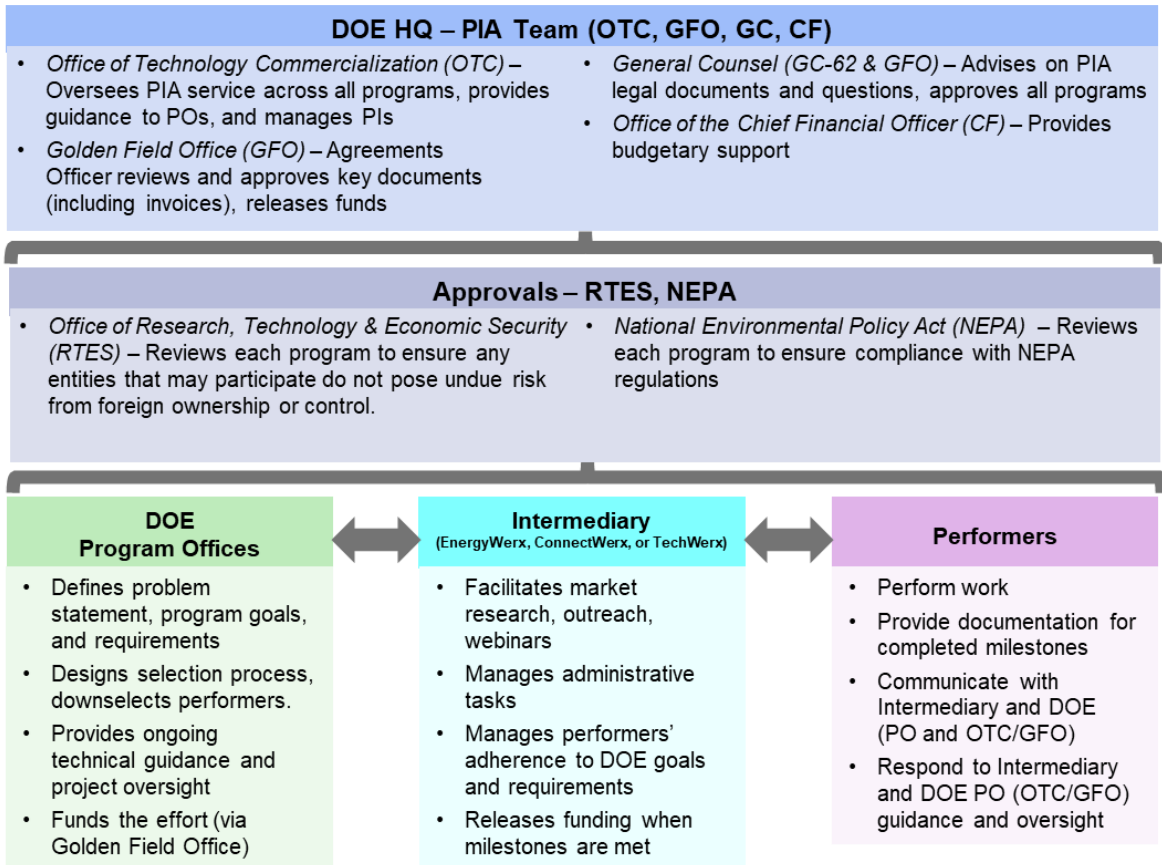 DOE HQ – PIA Team (OTC, GFO, GC, CF)
• Office of Technology Commercialization (OTC) –
Oversees PIA service across all programs, provides
guidance to POs, and manages PIs
• Golden Field Office (GFO) – Agreements
Officer reviews and approves key documents
(including invoices), releases funds
• General Counsel (GC-62 & GFO) – Advises on PIA
legal documents and questions, approves all programs
• Office of the Chief Financial Officer (CF) – Provides
budgetary support
Approvals – RTES, NEPA
• Office of Research, Technology & Economic Security
(RTES) – Reviews each program to ensure any
entities that may participate do not pose undue risk
from foreign ownership or control.
• National Environmental Policy Act (NEPA) – Reviews
each program to ensure compliance with NEPA
regulations
DOE
Program Offices
• Defines problem
statement, program goals,
and requirements
• Designs selection process,
downselects performers.
• Provides ongoing
technical guidance and
project oversight
• Funds the effort (via
Golden Field Office)
Intermediary
(EnergyWerx, ConnectWerx, or TechWerx)
• Facilitates market
research, outreach,
webinars
• Manages administrative
tasks
• Manages performers’
adherence to DOE goals
and requirements
• Releases funding when
milestones are met
Performers
• Perform work
• Provide documentation for
completed milestones
• Communicate with
Intermediary and DOE
(PO and OTC/GFO)
• Respond to Intermediary
and DOE PO (OTC/GFO)
guidance and oversight